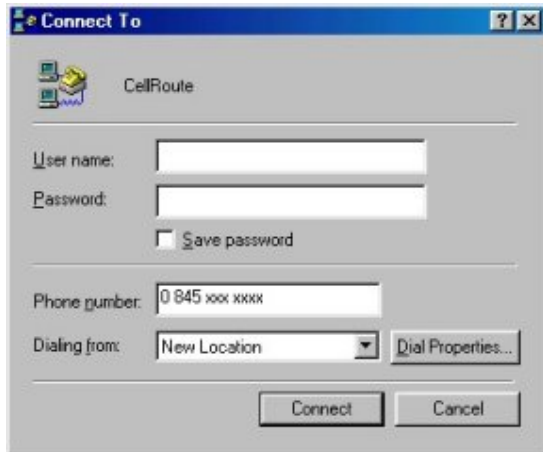 Connect To
CellRoute
User name:
Password:
Save password
Phone number: 0 845 xxx xxxx
Dialing from: New Location Dial Properties...
Connect Cancel